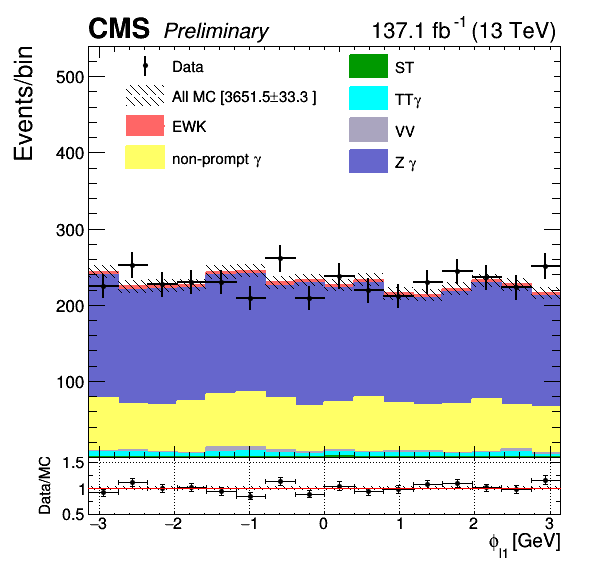 CMS Preliminary 137.1 fb⁻¹ (13 TeV)
Events/bin
500
400
300
200
100
Data
All MC [3651.5±33.3 ]
EWK
non-prompt γ
ST
TTγ
VV
Z γ
Data/MC
1.5
1
0.5
−3 −2 −1 0 1 2 3
ϕ_l1 [GeV]